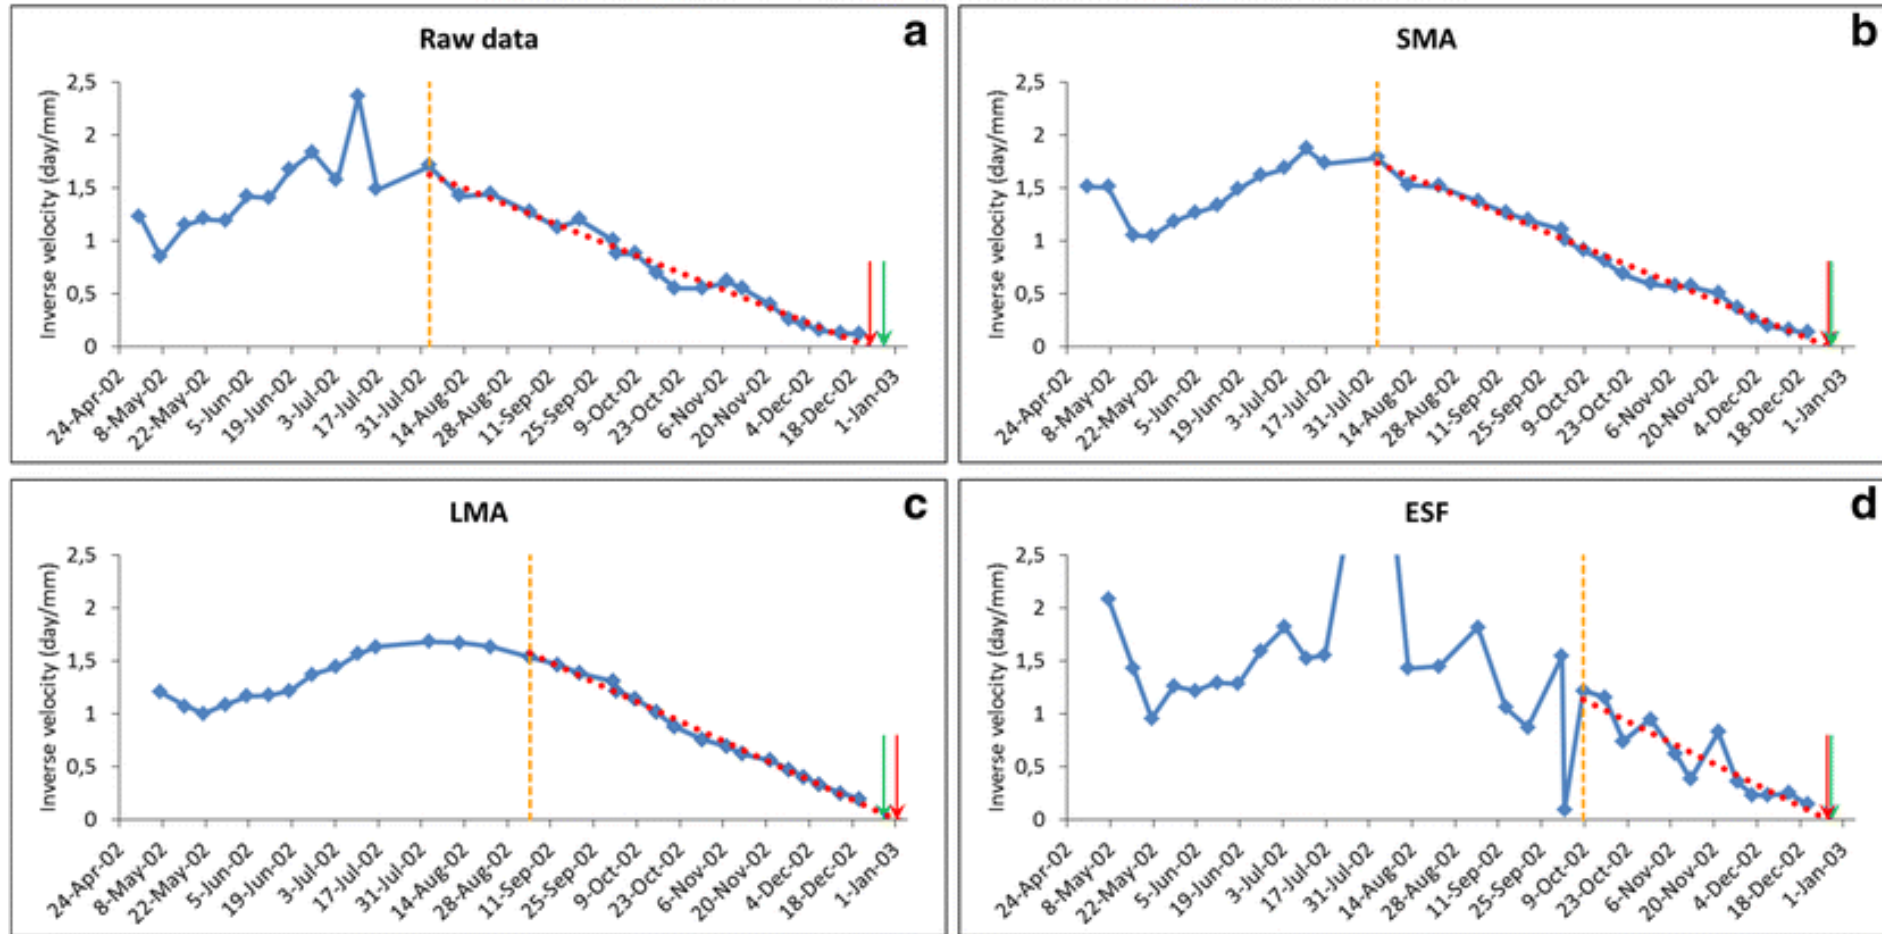 Raw data
a
Inverse velocity (day/mm)
2,5
2
1,5
1
0,5
0
24-Apr-02
8-May-02
22-May-02
5-Jun-02
19-Jun-02
3-Jul-02
17-Jul-02
31-Jul-02
14-Aug-02
28-Aug-02
11-Sep-02
25-Sep-02
9-Oct-02
23-Oct-02
6-Nov-02
20-Nov-02
4-Dec-02
18-Dec-02
1-Jan-03
SMA
b
Inverse velocity (day/mm)
2,5
2
1,5
1
0,5
0
24-Apr-02
8-May-02
22-May-02
5-Jun-02
19-Jun-02
3-Jul-02
17-Jul-02
31-Jul-02
14-Aug-02
28-Aug-02
11-Sep-02
25-Sep-02
9-Oct-02
23-Oct-02
6-Nov-02
20-Nov-02
4-Dec-02
18-Dec-02
1-Jan-03
LMA
c
Inverse velocity (day/mm)
2,5
2
1,5
1
0,5
0
24-Apr-02
8-May-02
22-May-02
5-Jun-02
19-Jun-02
3-Jul-02
17-Jul-02
31-Jul-02
14-Aug-02
28-Aug-02
11-Sep-02
25-Sep-02
9-Oct-02
23-Oct-02
6-Nov-02
20-Nov-02
4-Dec-02
18-Dec-02
1-Jan-03
ESF
d
Inverse velocity (day/mm)
2,5
2
1,5
1
0,5
0
24-Apr-02
8-May-02
22-May-02
5-Jun-02
19-Jun-02
3-Jul-02
17-Jul-02
31-Jul-02
14-Aug-02
28-Aug-02
11-Sep-02
25-Sep-02
9-Oct-02
23-Oct-02
6-Nov-02
20-Nov-02
4-Dec-02
18-Dec-02
1-Jan-03